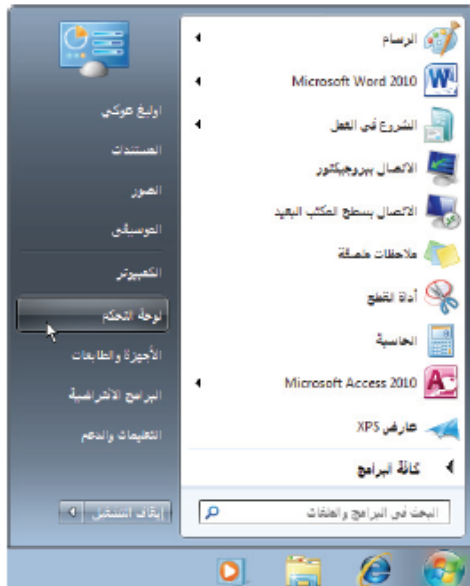 الرسام
Microsoft Word 2010
الشروع في العمل
الاتصال ببروجيكتور
الاتصال بسطح المكتب البعيد
ملاحظات ملصقة
أداة القطع
الحاسبة
Microsoft Access 2010
عارض XPS
كافة البرامج
البحث في البرامج والملفات
اوليغ عوكي
المستندات
الصور
الموسيقى
الكمبيوتر
لوحة التحكم
الأجهزة والطابعات
البرامج الافتراضية
التعليمات والدعم
إيقاف التشغيل